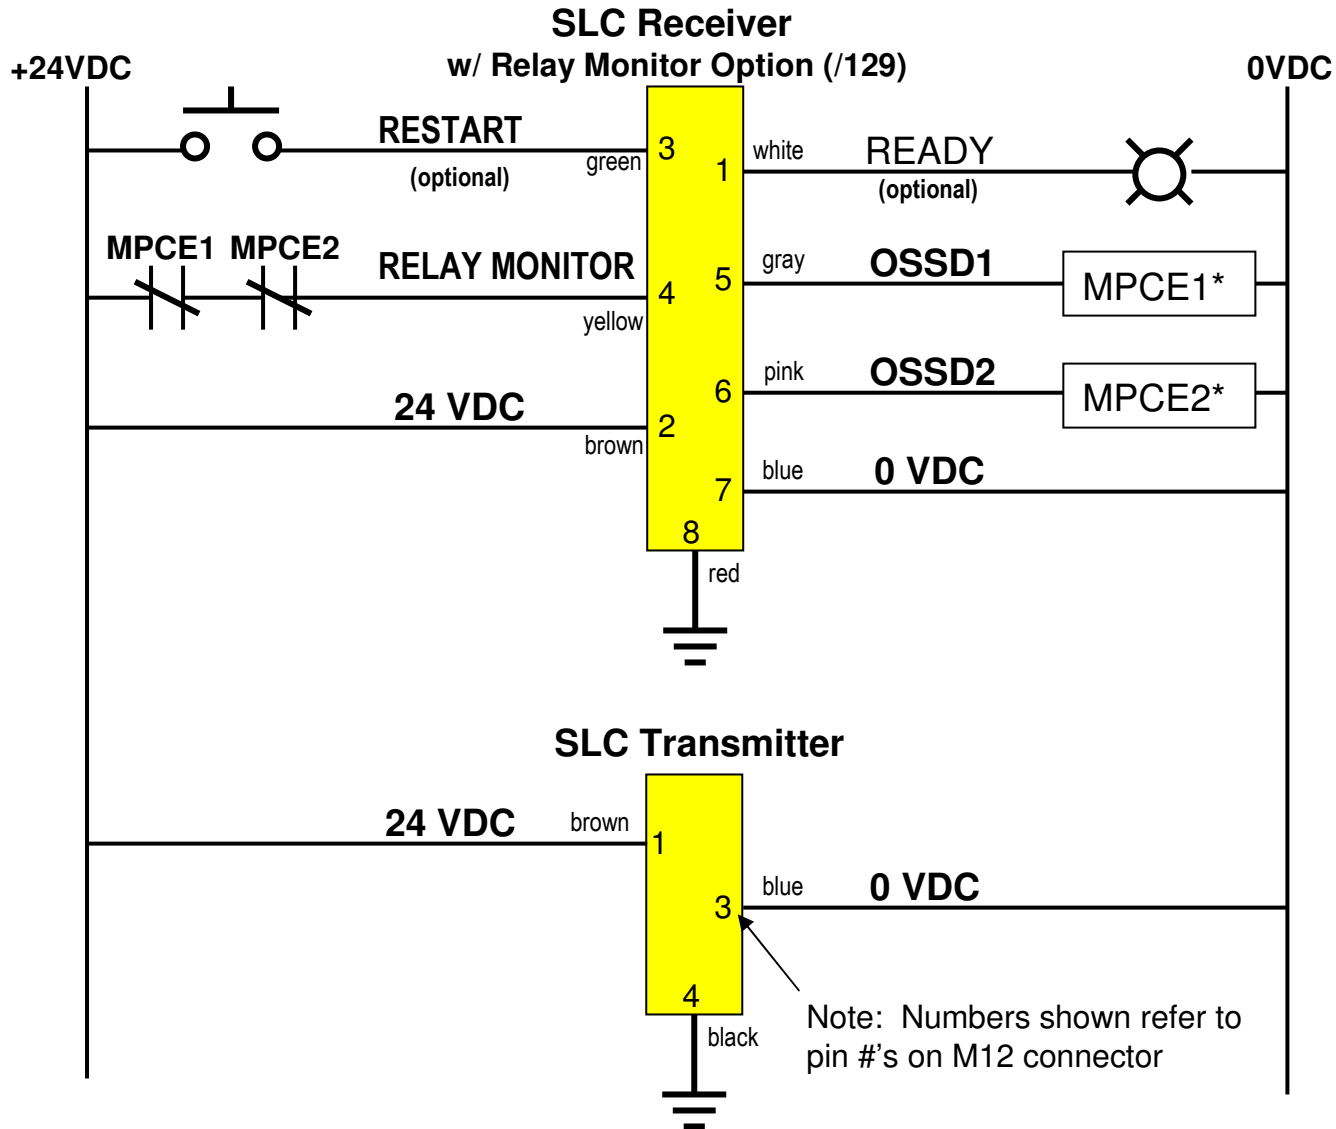 SLC Receiver
w/ Relay Monitor Option (/129)
+24VDC
0VDC
RESTART
(optional)
green
3
1
white
READY
(optional)
MPCE1 MPCE2
RELAY MONITOR
4
yellow
5
gray
OSSD1
MPCE1*
6
pink
OSSD2
MPCE2*
24 VDC
2
brown
7
blue
0 VDC
8
red
SLC Transmitter
24 VDC
brown
1
3
blue
0 VDC
4
black
Note: Numbers shown refer to
pin #'s on M12 connector